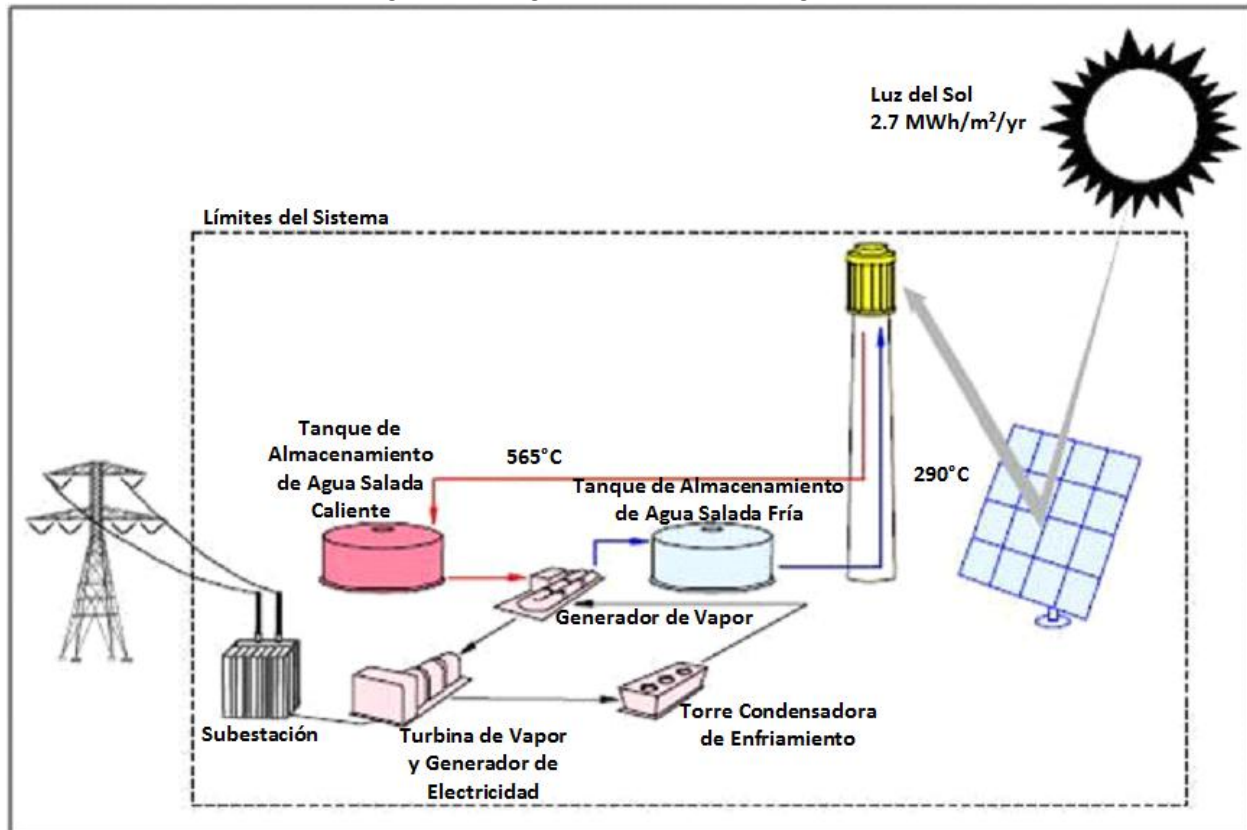 Luz del Sol
2.7 MWh/m²/yr
Límites del Sistema
Tanque de
Almacenamiento
de Agua Salada
Caliente
565°C
Tanque de Almacenamiento
de Agua Salada Fría
290°C
Generador de Vapor
Subestación
Turbina de Vapor
y Generador de
Electricidad
Torre Condensadora
de Enfriamiento